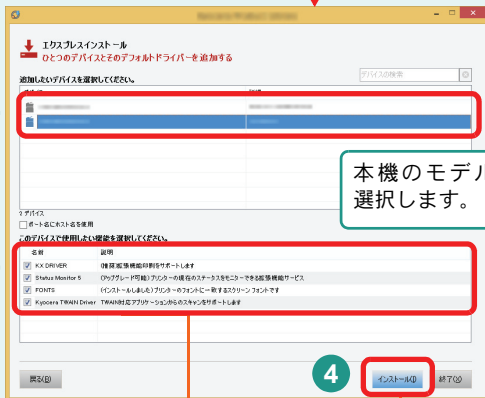 エクスプレスインストール
ひとつのデバイスとそのデフォルトドライバーを追加する
追加したいデバイスを選択してください。
デバイスの検索
本機のモデル
選択します。
2 デバイス
ポート名にホスト名を使用
このデバイスで使用したい機能を選択してください。
名前 説明
KX DRIVER (推奨)拡張機能印刷をサポートします
Status Monitor 5 (アップグレード可能) プリンターの現在のステータスをモニターできる拡張機能サービス
FONTS (インストールしました) プリンターのフォントに一致するスクリーン フォントです
Kyocera TWAIN Driver TWAIN対応アプリケーションからのスキャンをサポートします
戻る(B)
4
インストール(I)
終了(X)